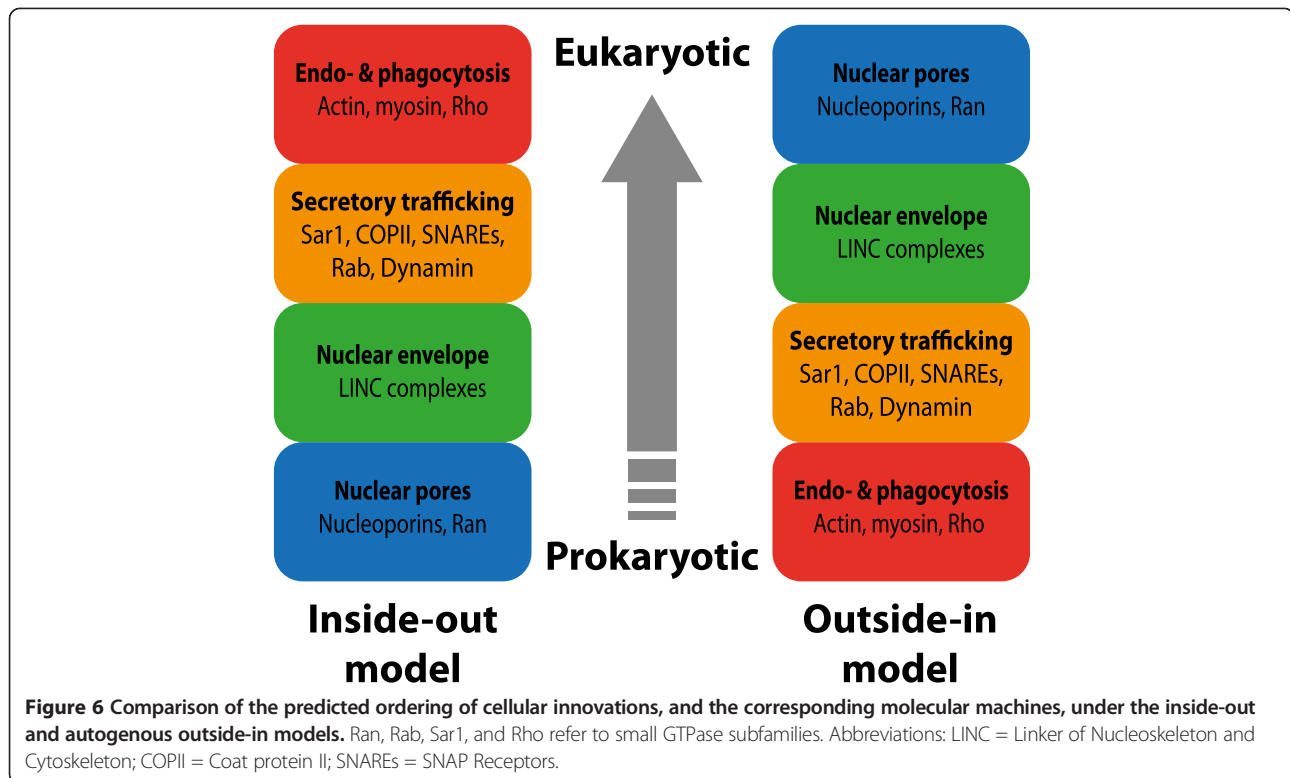 Eukaryotic
Endo- & phagocytosis
Actin, myosin, Rho
Secretory trafficking
Sar1, COPII, SNAREs,
Rab, Dynamin
Nuclear envelope
LINC complexes
Nuclear pores
Nucleoporins, Ran
Inside-out
model
Prokaryotic
Nuclear pores
Nucleoporins, Ran
Nuclear envelope
LINC complexes
Secretory trafficking
Sar1, COPII, SNAREs,
Rab, Dynamin
Endo- & phagocytosis
Actin, myosin, Rho
Outside-in
model
Figure 6 Comparison of the predicted ordering of cellular innovations, and the corresponding molecular machines, under the inside-out
and autogenous outside-in models. Ran, Rab, Sar1, and Rho refer to small GTPase subfamilies. Abbreviations: LINC = Linker of Nucleoskeleton and
Cytoskeleton; COPII = Coat protein II; SNAREs = SNAP Receptors.